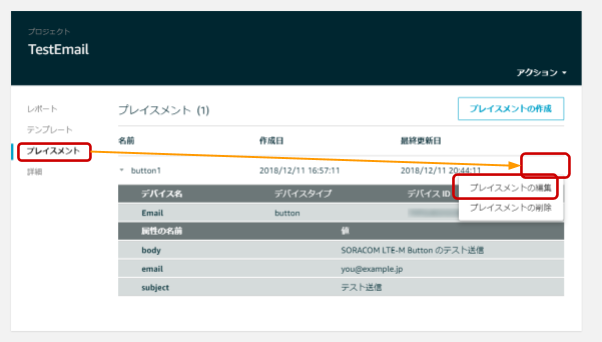 プロジェクト
TestEmail
アクション
レポート
テンプレート
プレイスメント
詳細
プレイスメント (1)
プレイスメントの作成
名前 作成日 最終更新日
button1 2018/12/11 16:57:11 2018/12/11 20:44:11
プレイスメントの編集
プレイスメントの削除
デバイス名 デバイスタイプ デバイス ID
Email button
属性の名前 値
body SORACOM LTE-M Button のテスト送信
email you@example.jp
subject テスト送信